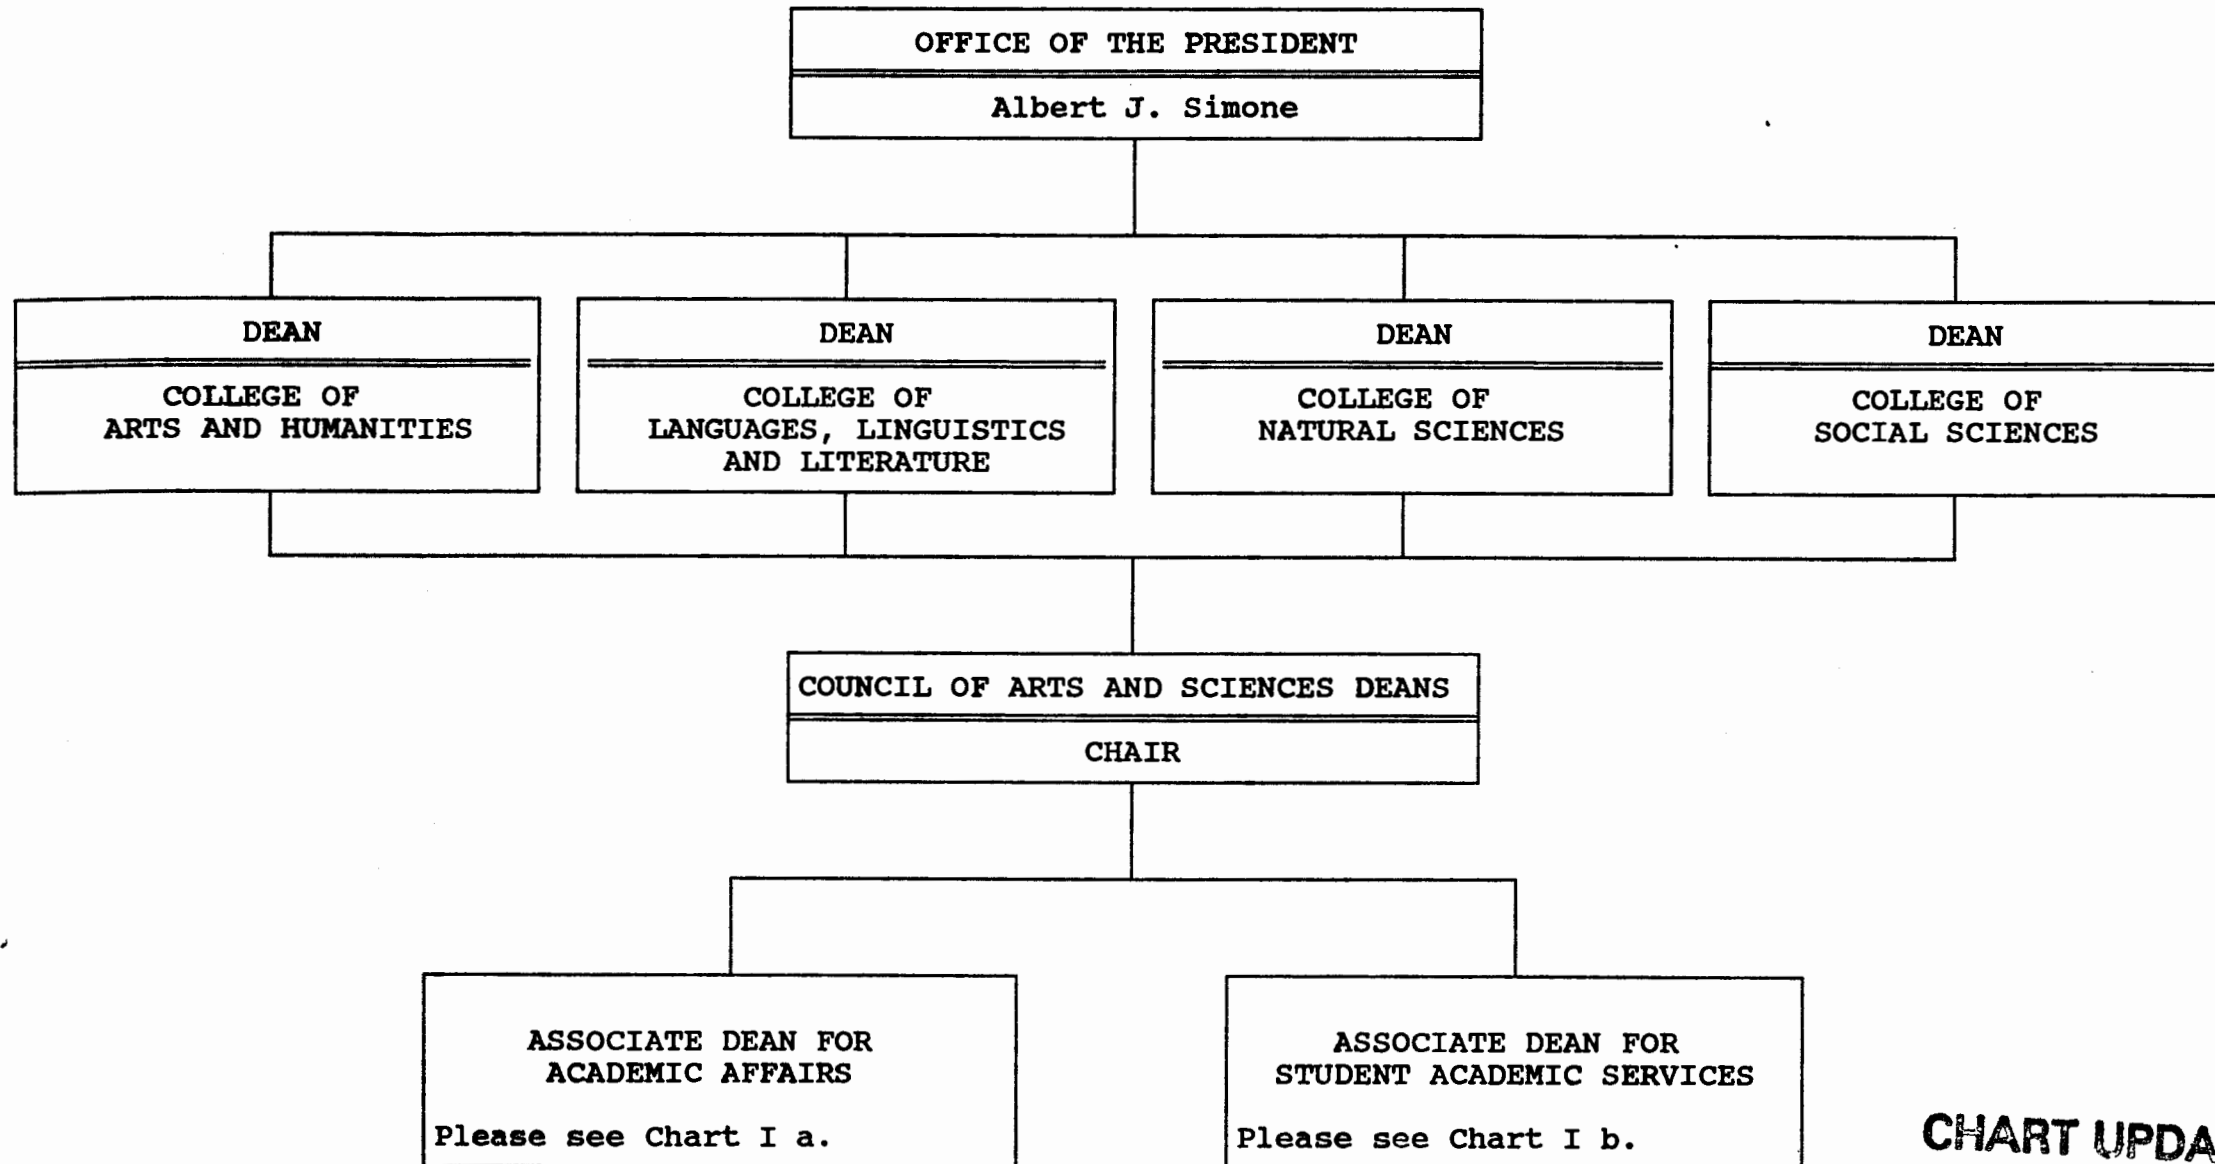 OFFICE OF THE PRESIDENT
Albert J. Simone
DEAN
COLLEGE OF
ARTS AND HUMANITIES
DEAN
COLLEGE OF
LANGUAGES, LINGUISTICS
AND LITERATURE
DEAN
COLLEGE OF
NATURAL SCIENCES
DEAN
COLLEGE OF
SOCIAL SCIENCES
COUNCIL OF ARTS AND SCIENCES DEANS
CHAIR
ASSOCIATE DEAN FOR
ACADEMIC AFFAIRS
Please see Chart I a.
ASSOCIATE DEAN FOR
STUDENT ACADEMIC SERVICES
Please see Chart I b.
CHART UPDA